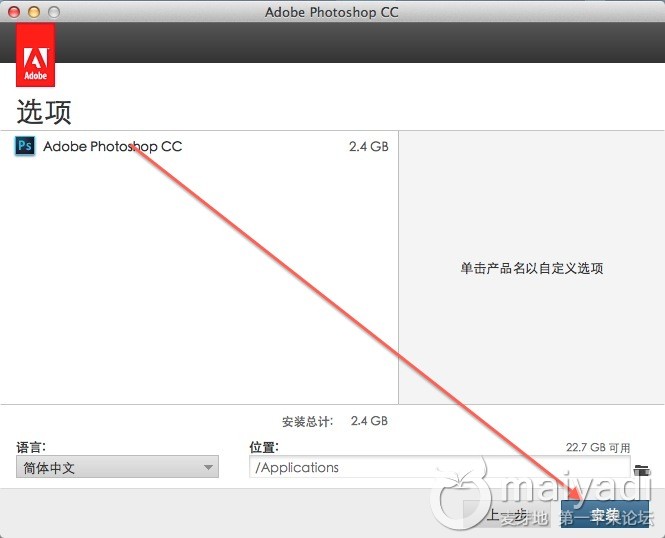 Adobe Photoshop CC
Adobe
选项
Ps Adobe Photoshop CC 2.4 GB
单击产品名以自定义选项
安装总计: 2.4 GB
语言: 位置: 22.7 GB 可用
简体中文 /Applications
maiyadi
上一步 安装
麦芽地 第一苹果论坛